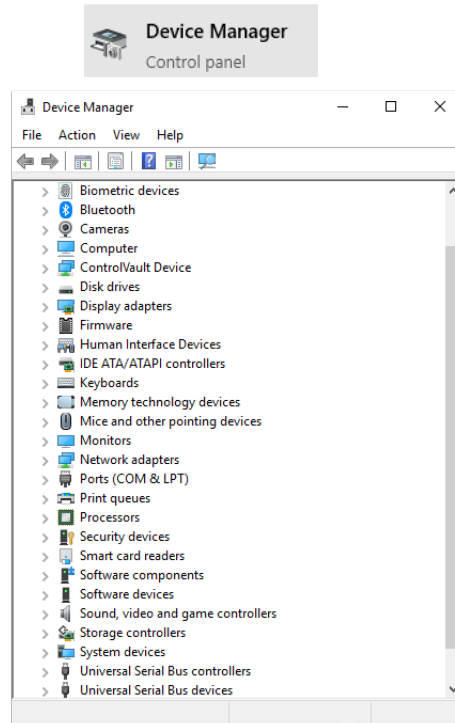 Device Manager
Control panel
Device Manager
File Action View Help
Biometric devices
Bluetooth
Cameras
Computer
ControlVault Device
Disk drives
Display adapters
Firmware
Human Interface Devices
IDE ATA/ATAPI controllers
Keyboards
Memory technology devices
Mice and other pointing devices
Monitors
Network adapters
Ports (COM & LPT)
Print queues
Processors
Security devices
Smart card readers
Software components
Software devices
Sound, video and game controllers
Storage controllers
System devices
Universal Serial Bus controllers
Universal Serial Bus devices